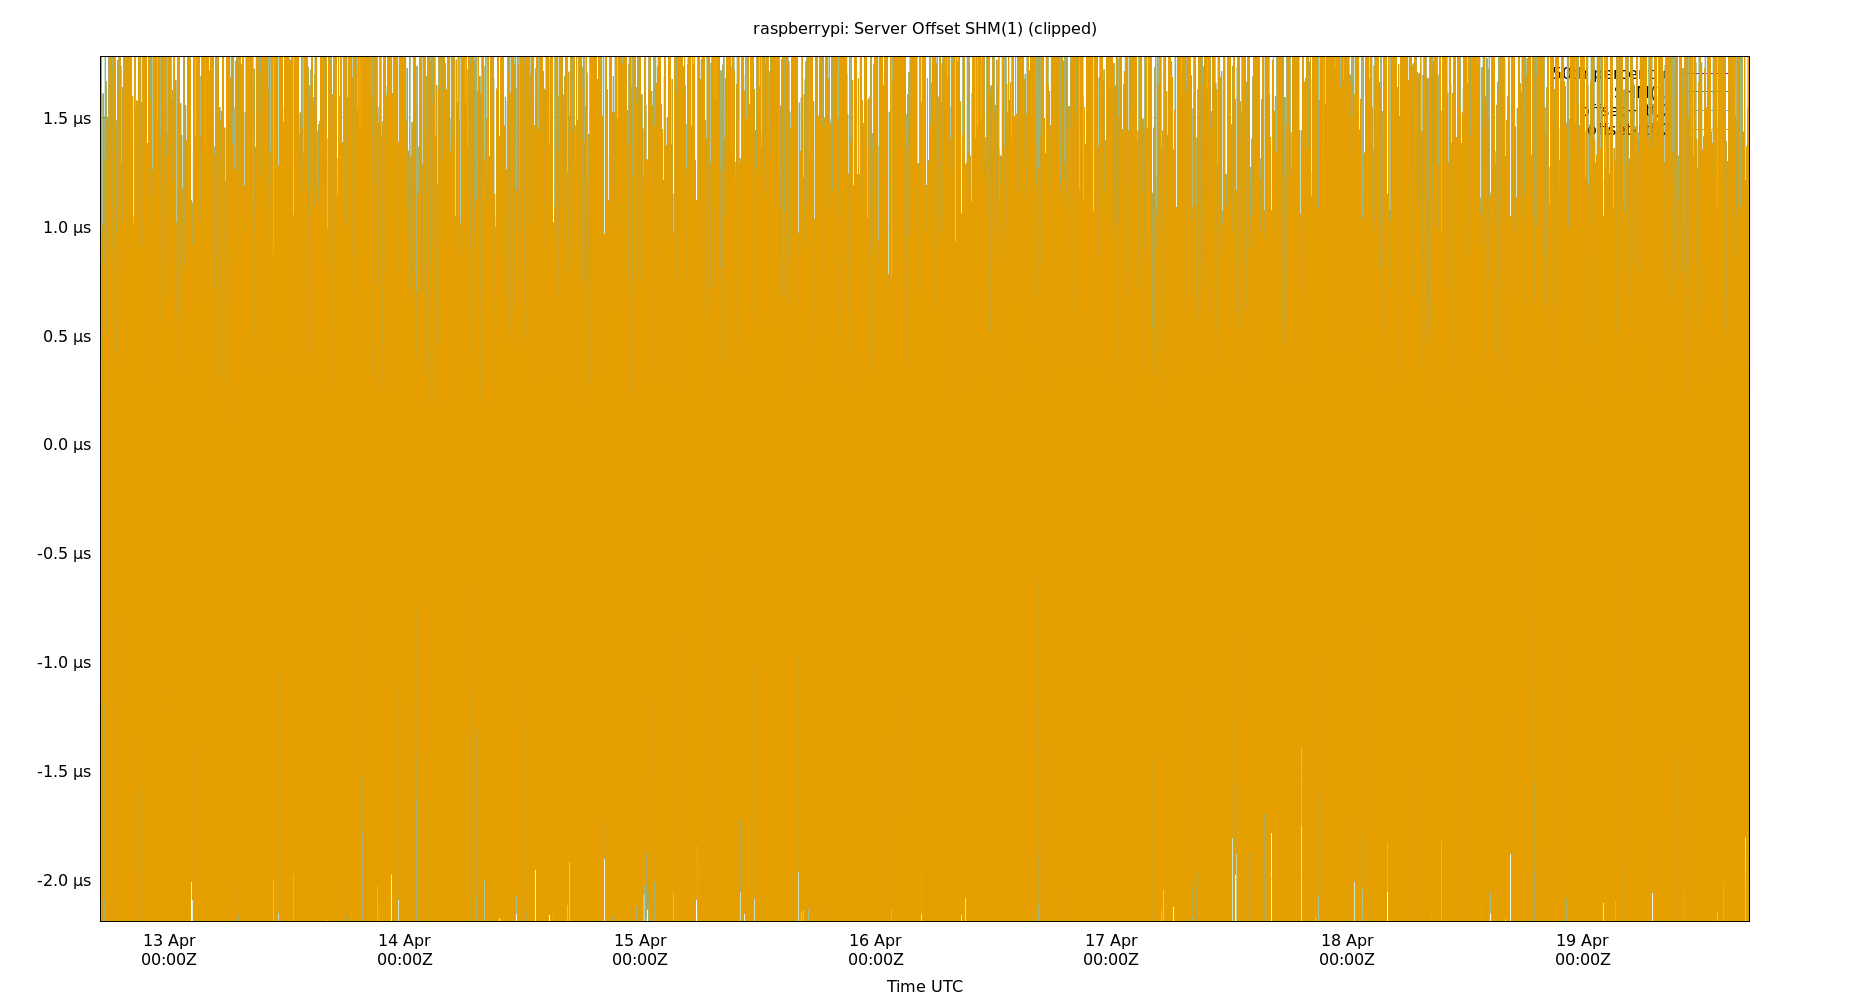 raspberrypi: Server Offset SHM(1) (clipped)
1.5 µs
1.0 µs
0.5 µs
0.0 µs
-0.5 µs
-1.0 µs
-1.5 µs
-2.0 µs
13 Apr 14 Apr 15 Apr 16 Apr 17 Apr 18 Apr 19 Apr
00:00Z 00:00Z 00:00Z 00:00Z 00:00Z 00:00Z 00:00Z
Time UTC